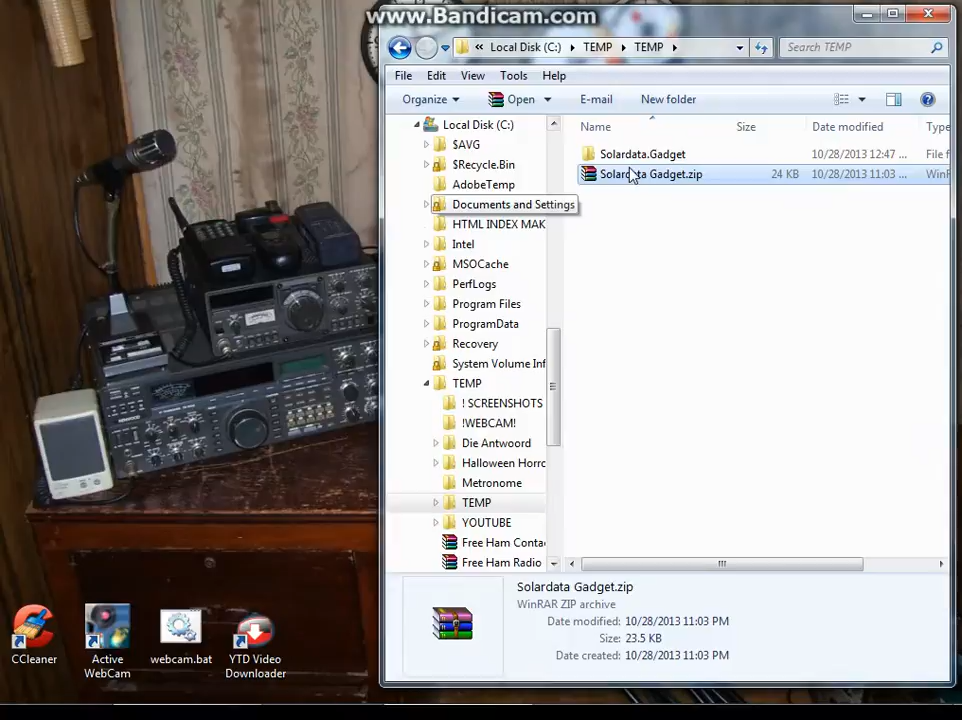 www.Bandicam.com
« Local Disk (C:) ▸ TEMP ▸ TEMP ▸
Search TEMP
File Edit View Tools Help
Organize Open E-mail New folder
Name Size Date modified Type
Local Disk (C:)
$AVG
$Recycle.Bin
AdobeTemp
Documents and Settings
HTML INDEX MAK
Intel
MSOCache
PerfLogs
Program Files
ProgramData
Recovery
System Volume Inf
TEMP
! SCREENSHOTS
!WEBCAM!
Die Antwoord
Halloween Horro
Metronome
TEMP
YOUTUBE
Free Ham Conta
Free Ham Radio
Solardata.Gadget 10/28/2013 12:47 ... File f
Solardata Gadget.zip 24 KB 10/28/2013 11:03 ... WinR
Solardata Gadget.zip
WinRAR ZIP archive
Date modified: 10/28/2013 11:03 PM
Size: 23.5 KB
Date created: 10/28/2013 11:03 PM
CCleaner
Active WebCam
webcam.bat
YTD Video Downloader